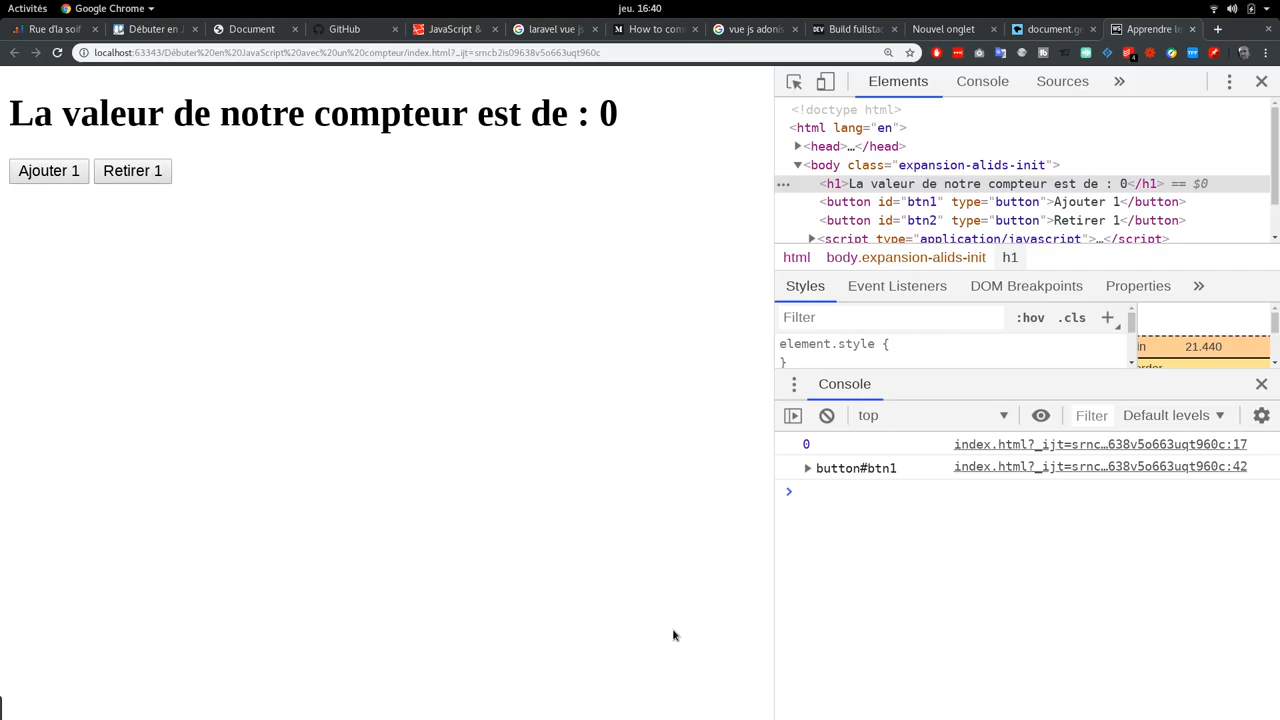 Activités Google Chrome jeu. 16:40
Rue d'la soif Débuter en Document GitHub JavaScript & laravel vue js How to com vue js adonis Build fullsta Nouvel onglet document.ge Apprendre le
localhost:63343/Débuter%20en%20JavaScript%20avec%20un%20compteur/index.html?_ijt=srncb2is09638v5o663uqt960c
La valeur de notre compteur est de : 0
Ajouter 1 Retirer 1
Elements Console Sources »
<!doctype html>
<html lang="en">
<head>…</head>
<body class="expansion-alids-init">
<h1>La valeur de notre compteur est de : 0</h1> == $0
<button id="btn1" type="button">Ajouter 1</button>
<button id="btn2" type="button">Retirer 1</button>
<script type="application/javascript">…</script>
html body.expansion-alids-init h1
Styles Event Listeners DOM Breakpoints Properties »
Filter :hov .cls +
element.style {
}
in 21.440
Console
top Filter Default levels
0 index.html?_ijt=srnc…638v5o663uqt960c:17
button#btn1 index.html?_ijt=srnc…638v5o663uqt960c:42